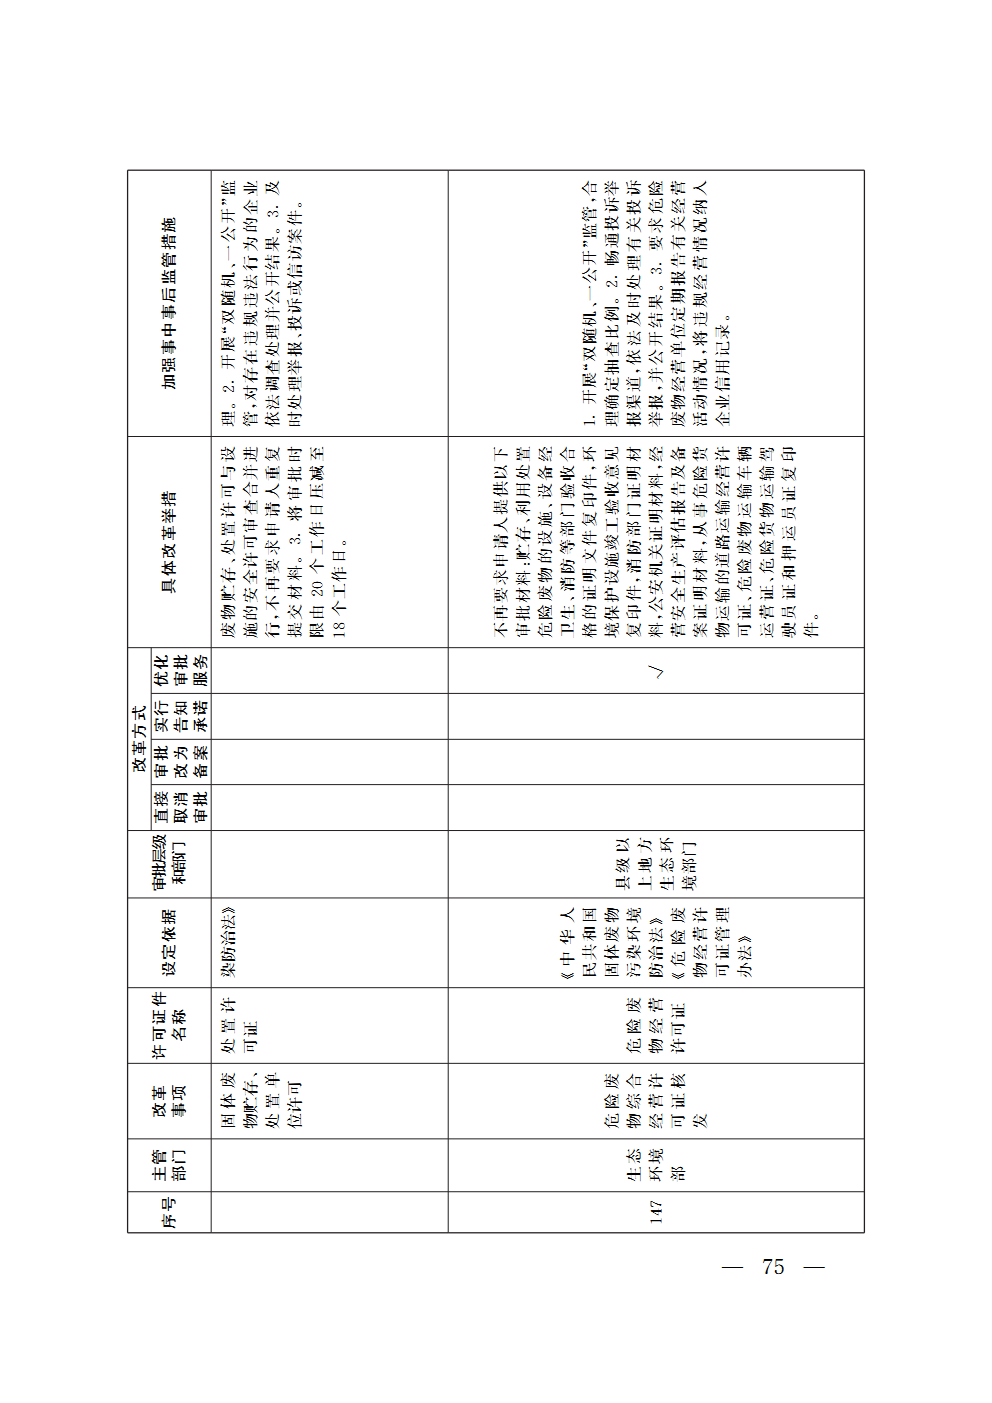 序号
主管
部门
改革
事项
许可证件
名称
设定依据
审批层级
和部门
改革方式
直接
取消
审批
审批
改为
备案
实行
告知
承诺
优化
审批
服务
具体改革举措
加强事中事后监管措施
固体废
物贮存、
处置单
位许可
处置许
可证
染防治法》
废物贮存、处置许可与设
施的安全许可审查合并进
行,不再要求申请人重复
提交材料。3. 将审批时
限由 20 个工作日压减至
18 个工作日。
理。2. 开展“双随机、一公开”监
管,对存在违规违法行为的企业
依法调查处理并公开结果。3. 及
时处理举报、投诉或信访案件。
147
生态
环境
部
危险废
物综合
经营许
可证核
发
危险废
物经营
许可证
《中华人
民共和国
固体废物
污染环境
防治法》
《危险废
物经营许
可证管理
办法》
县级以
上地方
生态环
境部门
√
不再要求申请人提供以下
审批材料:贮存、利用处置
危险废物的设施、设备经
卫生、消防等部门验收合
格的证明文件复印件,环
境保护设施竣工验收意见
复印件,消防部门证明材
料,公安机关证明材料,经
营安全生产评估报告及备
案证明材料,从事危险货
物运输的道路运输经营许
可证、危险废物运输车辆
运营证、危险货物运输驾
驶员证和押运员证复印
件。
1. 开展“双随机、一公开”监管,合
理确定抽查比例。2. 畅通投诉举
报渠道,依法及时处理有关投诉
举报,并公开结果。3. 要求危险
废物经营单位定期报告有关经营
活动情况,将违规经营情况纳入
企业信用记录。
— 75 —